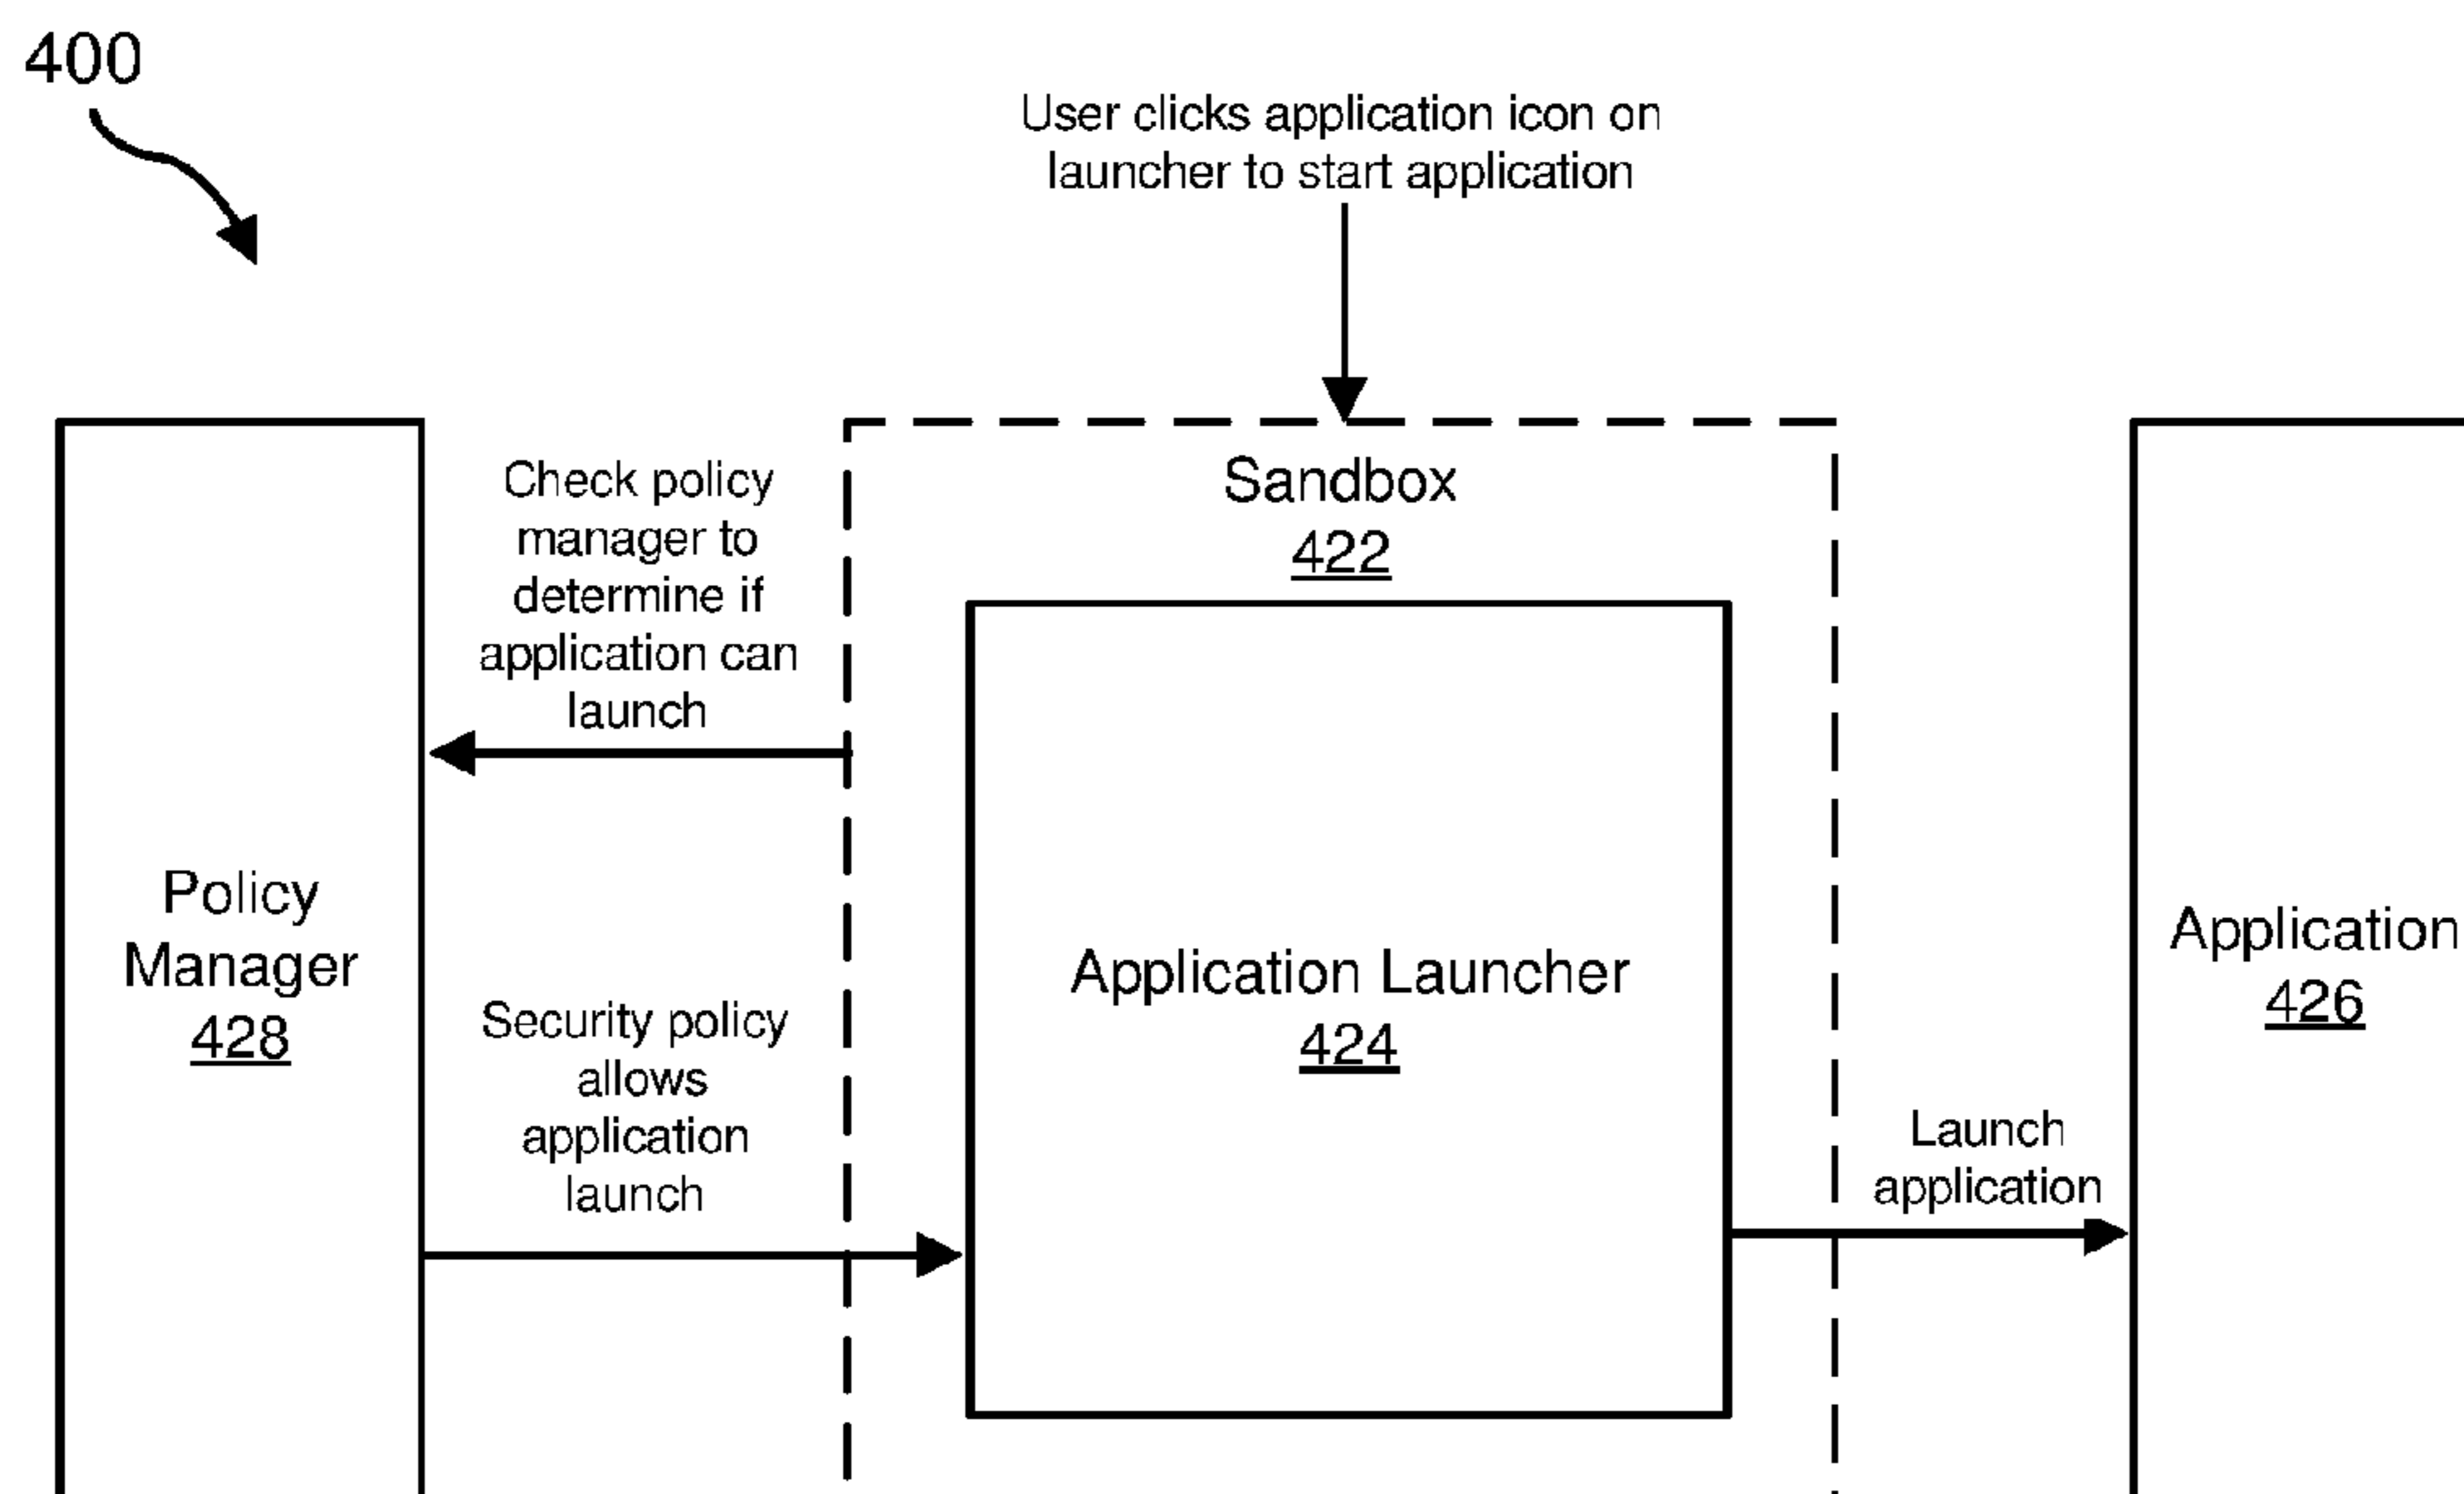 400
User clicks application icon on
launcher to start application
Check policy
manager to
determine if
application can
launch
Sandbox
422
Policy
Manager
428
Security policy
allows
application
launch
Application Launcher
424
Launch
application
Application
426